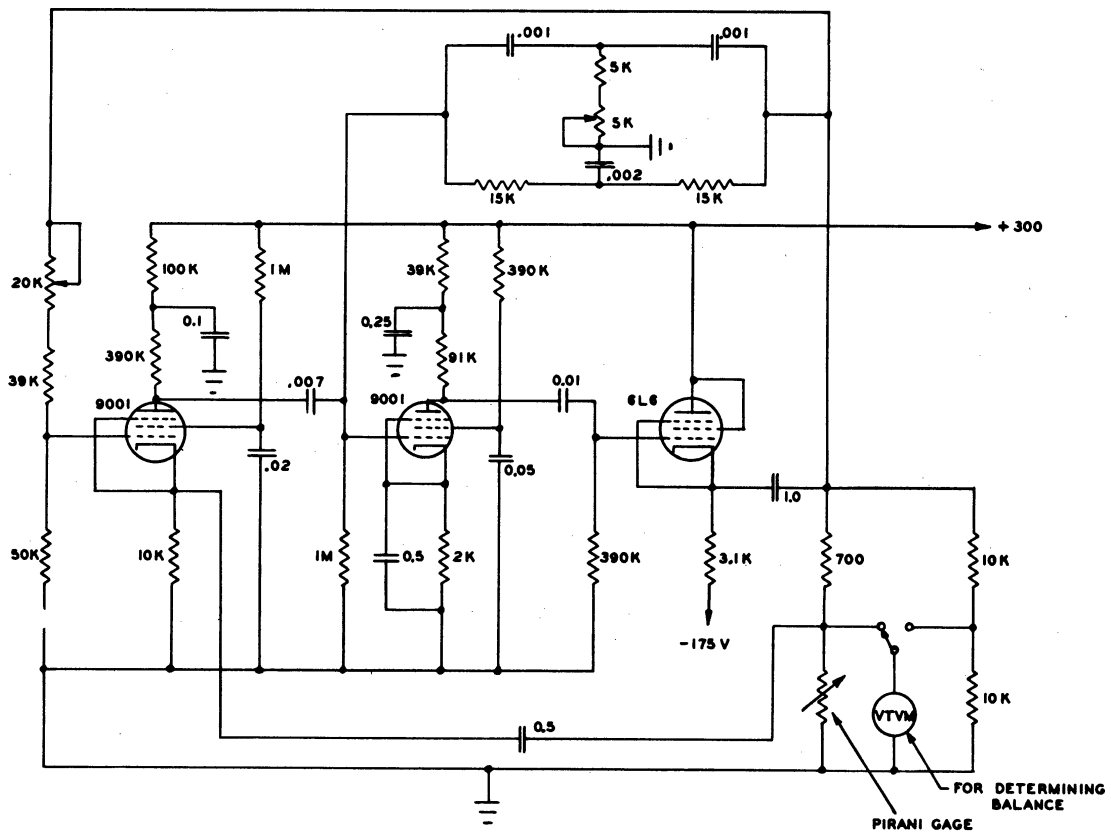 .001
.001
5K
5K
.002
15K
15K
+ 300
20K
100K
1M
39K
390K
0.1
0.25
39K
390K
91K
.007
0.01
9001
9001
6L6
.02
0.05
1.0
50K
10K
1M
0.5
2K
390K
3.1K
700
10K
-175 V
10K
VTVM
0.5
FOR DETERMINING
BALANCE
PIRANI GAGE